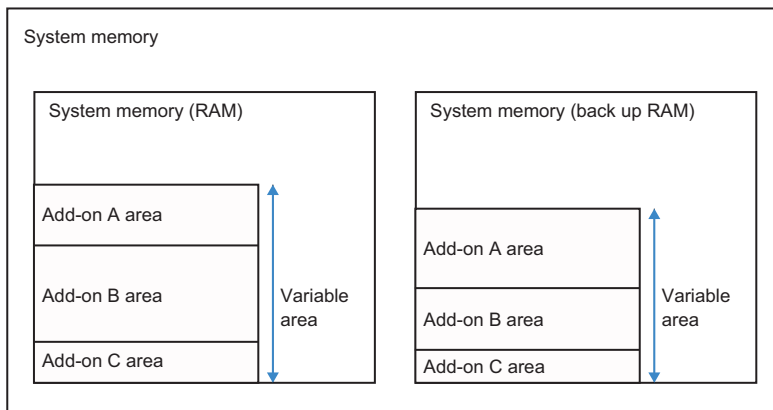 System memory
System memory (RAM)
Add-on A area
Add-on B area
Add-on C area
Variable
area
System memory (back up RAM)
Add-on A area
Add-on B area
Add-on C area
Variable
area